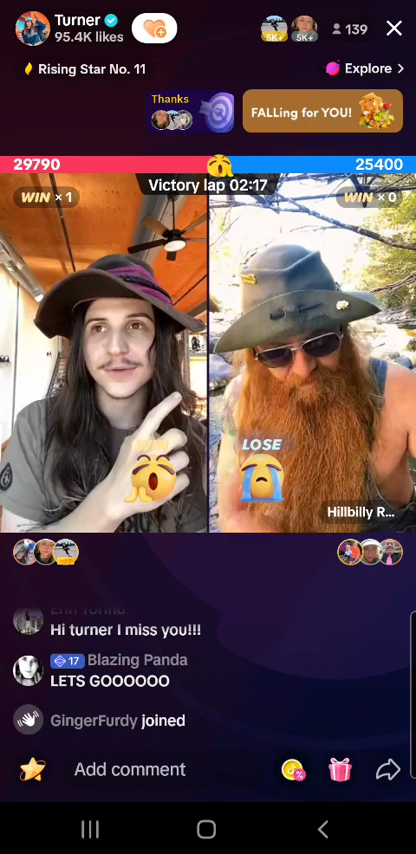 Turner
95.4K likes
5K+
5K+
139
Rising Star No. 11
Explore >
Thanks
FALLing for YOU!
29790
25400
Victory lap 02:17
WIN × 1
WIN × 0
WIN
LOSE
Hillbilly R...
Hi turner I miss you!!!
17 Blazing Panda
LETS GOOOOOO
GingerFurdy joined
Add comment